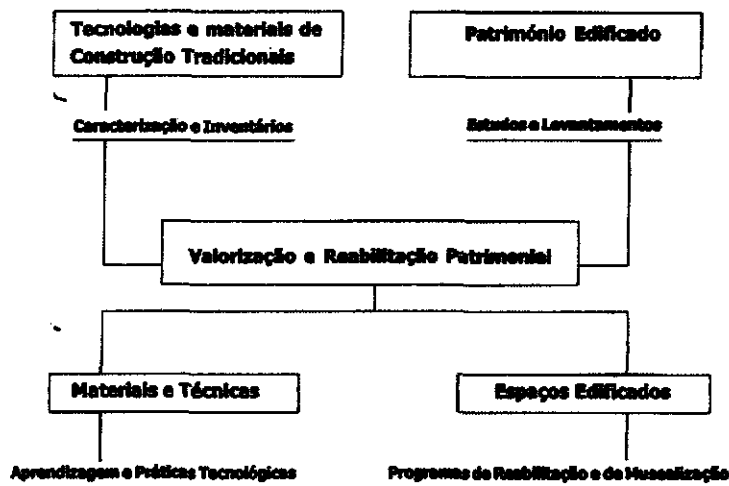 Tecnologias e materiais de
Construção Tradicionais
Património Edificado
Caracterização e Inventários
Estudos e Levantamentos
Valorização e Reabilitação Patrimonial
Materiais e Técnicas
Espaços Edificados
Aprendizagem e Práticas Tecnológicas
Programas de Reabilitação e de Musealização